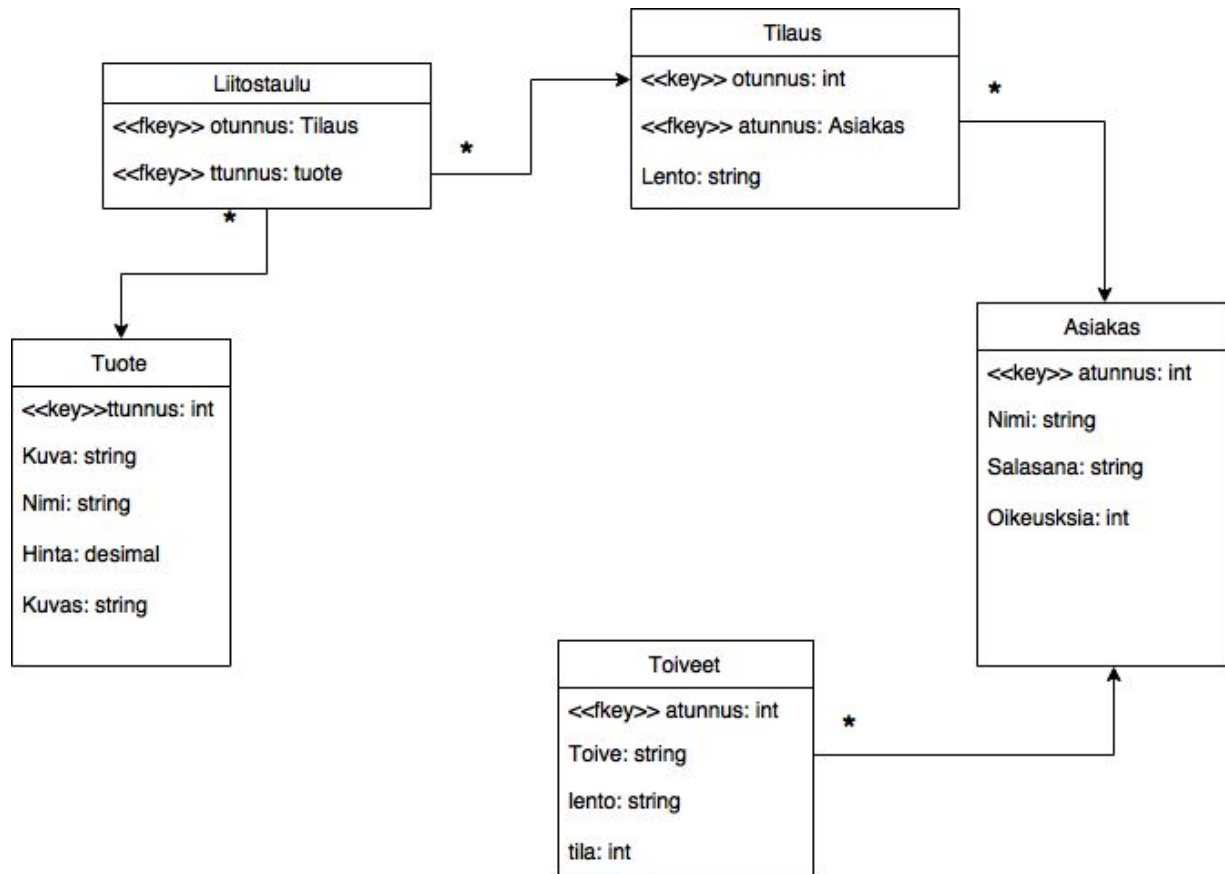 Liitostaulu
<<fkey>> otunnus: Tilaus
<<fkey>> ttunnus: tuote
*
*
Tilaus
<<key>> otunnus: int
<<fkey>> atunnus: Asiakas
Lento: string
*
Tuote
<<key>>ttunnus: int
Kuva: string
Nimi: string
Hinta: desimal
Kuvas: string
Asiakas
<<key>> atunnus: int
Nimi: string
Salasana: string
Oikeusksia: int
Toiveet
<<fkey>> atunnus: int
Toive: string
lento: string
tila: int
*